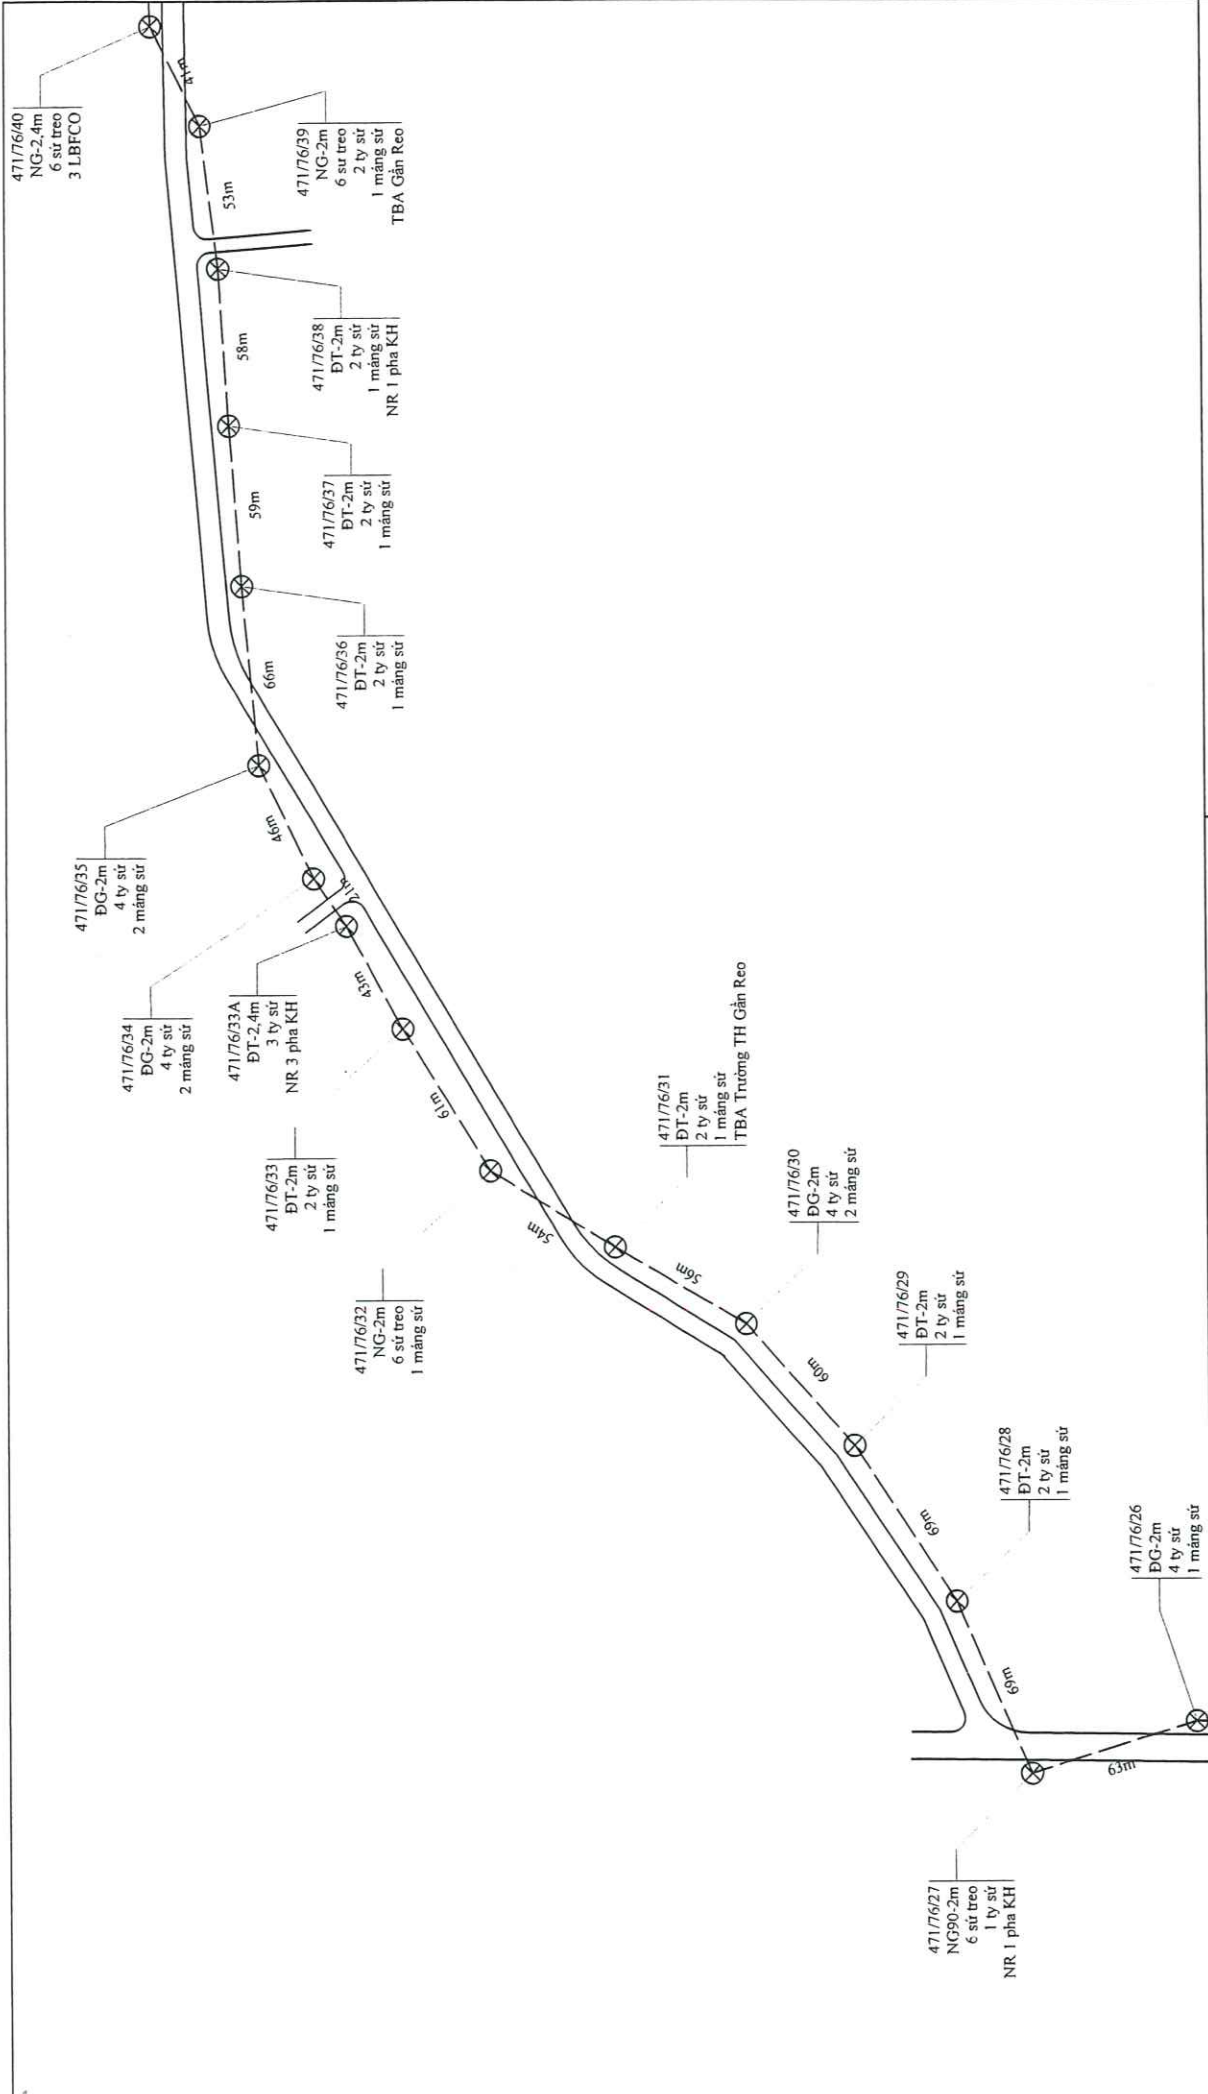 471/76/40
NG-2,4m
6 sứ treo
3 LBFCO
41m
471/76/39
NG-2m
6 sứ treo
2 ty sứ
1 máng sứ
TBA Gần Reo
53m
471/76/38
ĐT-2m
2 ty sứ
1 máng sứ
NR 1 pha KH
58m
471/76/37
ĐT-2m
2 ty sứ
1 máng sứ
59m
471/76/36
ĐT-2m
2 ty sứ
1 máng sứ
66m
471/76/35
ĐG-2m
4 ty sứ
2 máng sứ
46m
471/76/34
ĐG-2m
4 ty sứ
2 máng sứ
21m
471/76/33A
ĐT-2,4m
3 ty sứ
NR 3 pha KH
43m
471/76/33
ĐT-2m
2 ty sứ
1 máng sứ
61m
471/76/32
NG-2m
6 sứ treo
1 máng sứ
54m
471/76/31
ĐT-2m
2 ty sứ
1 máng sứ
TBA Trường TH Gần Reo
56m
471/76/30
ĐG-2m
4 ty sứ
2 máng sứ
60m
471/76/29
ĐT-2m
2 ty sứ
1 máng sứ
69m
471/76/28
ĐT-2m
2 ty sứ
1 máng sứ
69m
471/76/27
NG90-2m
6 sứ treo
1 ty sứ
NR 1 pha KH
63m
471/76/26
ĐG-2m
4 ty sứ
1 máng sứ